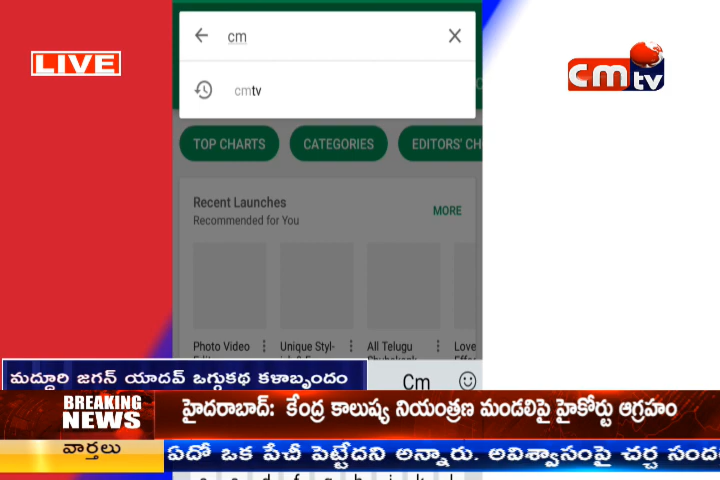 LIVE
cm
cmtv
cmtv
TOP CHARTS
CATEGORIES
EDITORS' CH
Recent Launches
Recommended for You
MORE
Photo Video
Unique Styl-
All Telugu
Love
మద్దూరి జగన్ యాదవ్ ఒగ్గుకథ కళాబృందం
Cm
BREAKING NEWS
హైదరాబాద్: కేంద్ర కాలుష్య నియంత్రణ మండలిపై హైకోర్టు ఆగ్రహం
వార్తలు
ఏదో ఒక పేచీ పెట్టేదని అన్నారు. అవిశ్వాసంపై చర్చ సంద